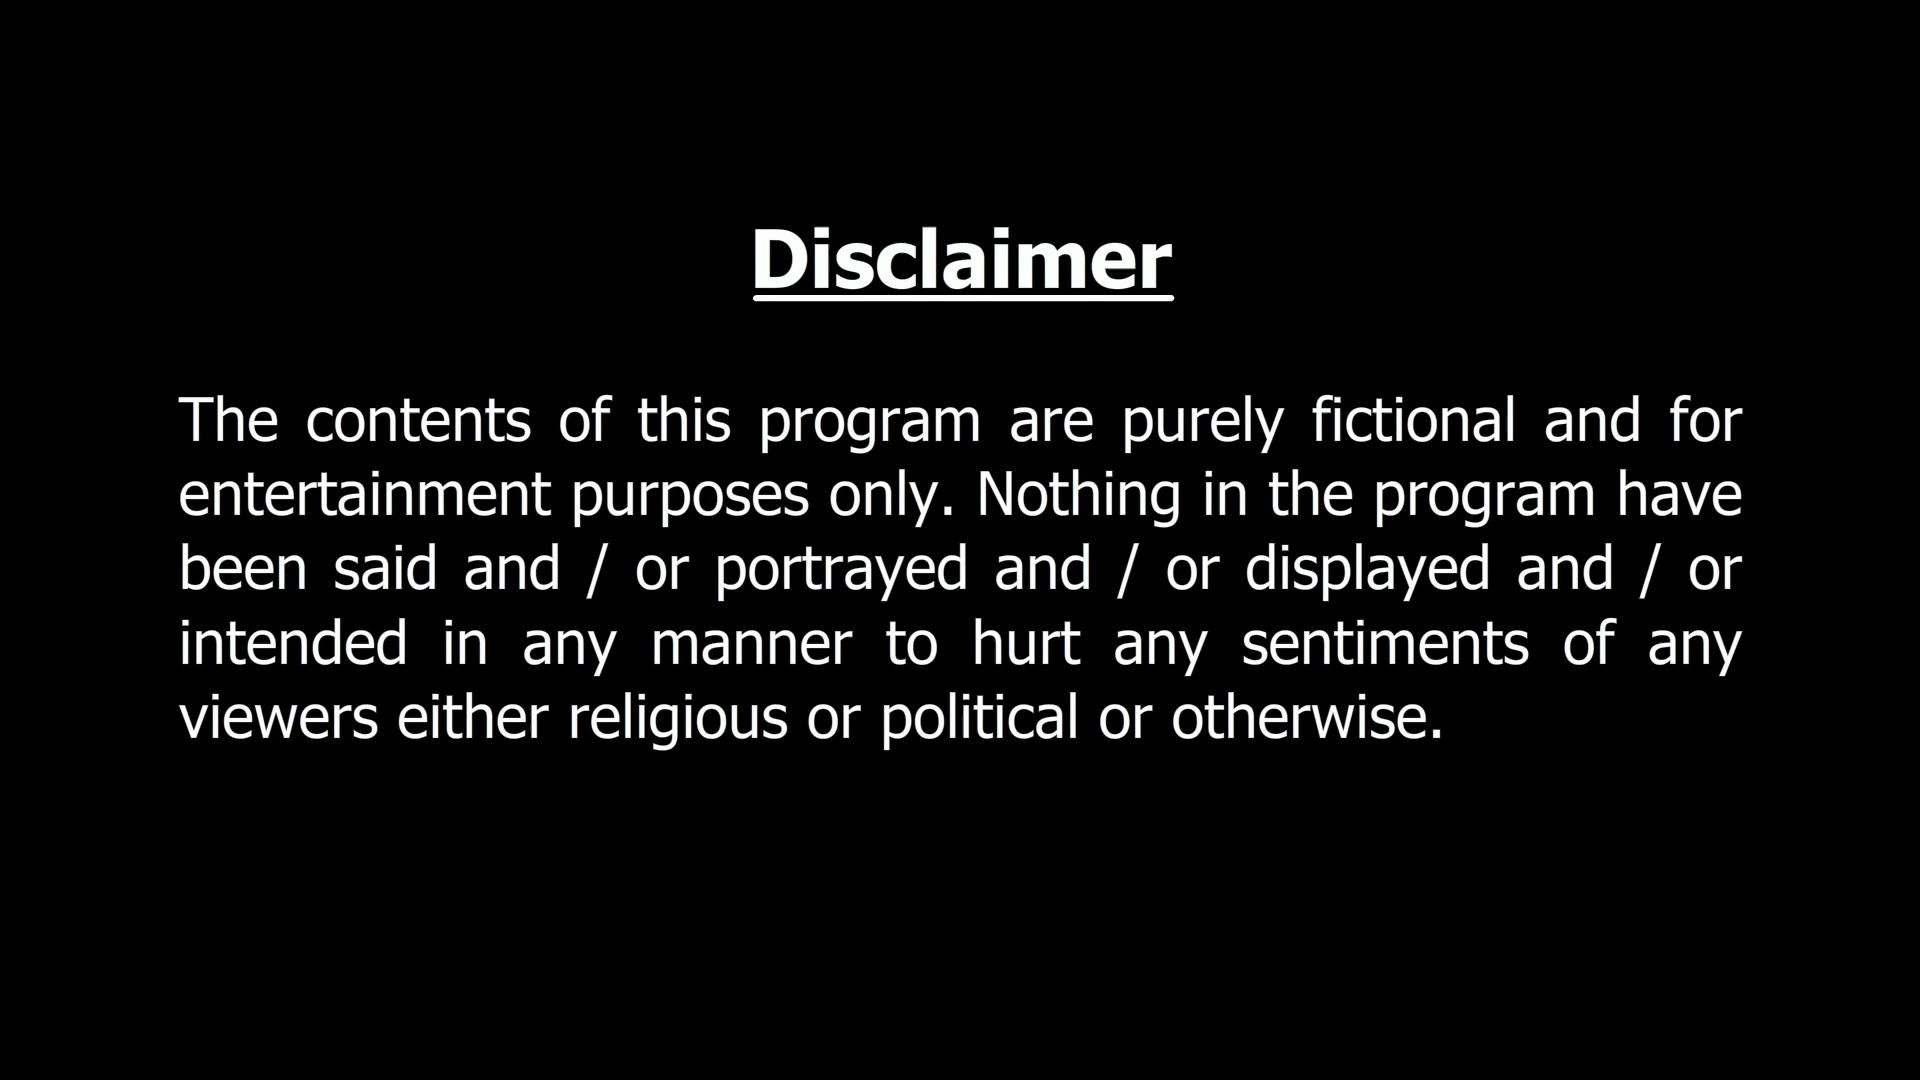 Disclaimer
The contents of this program are purely fictional and for
entertainment purposes only. Nothing in the program have
been said and / or portrayed and / or displayed and / or
intended in any manner to hurt any sentiments of any
viewers either religious or political or otherwise.